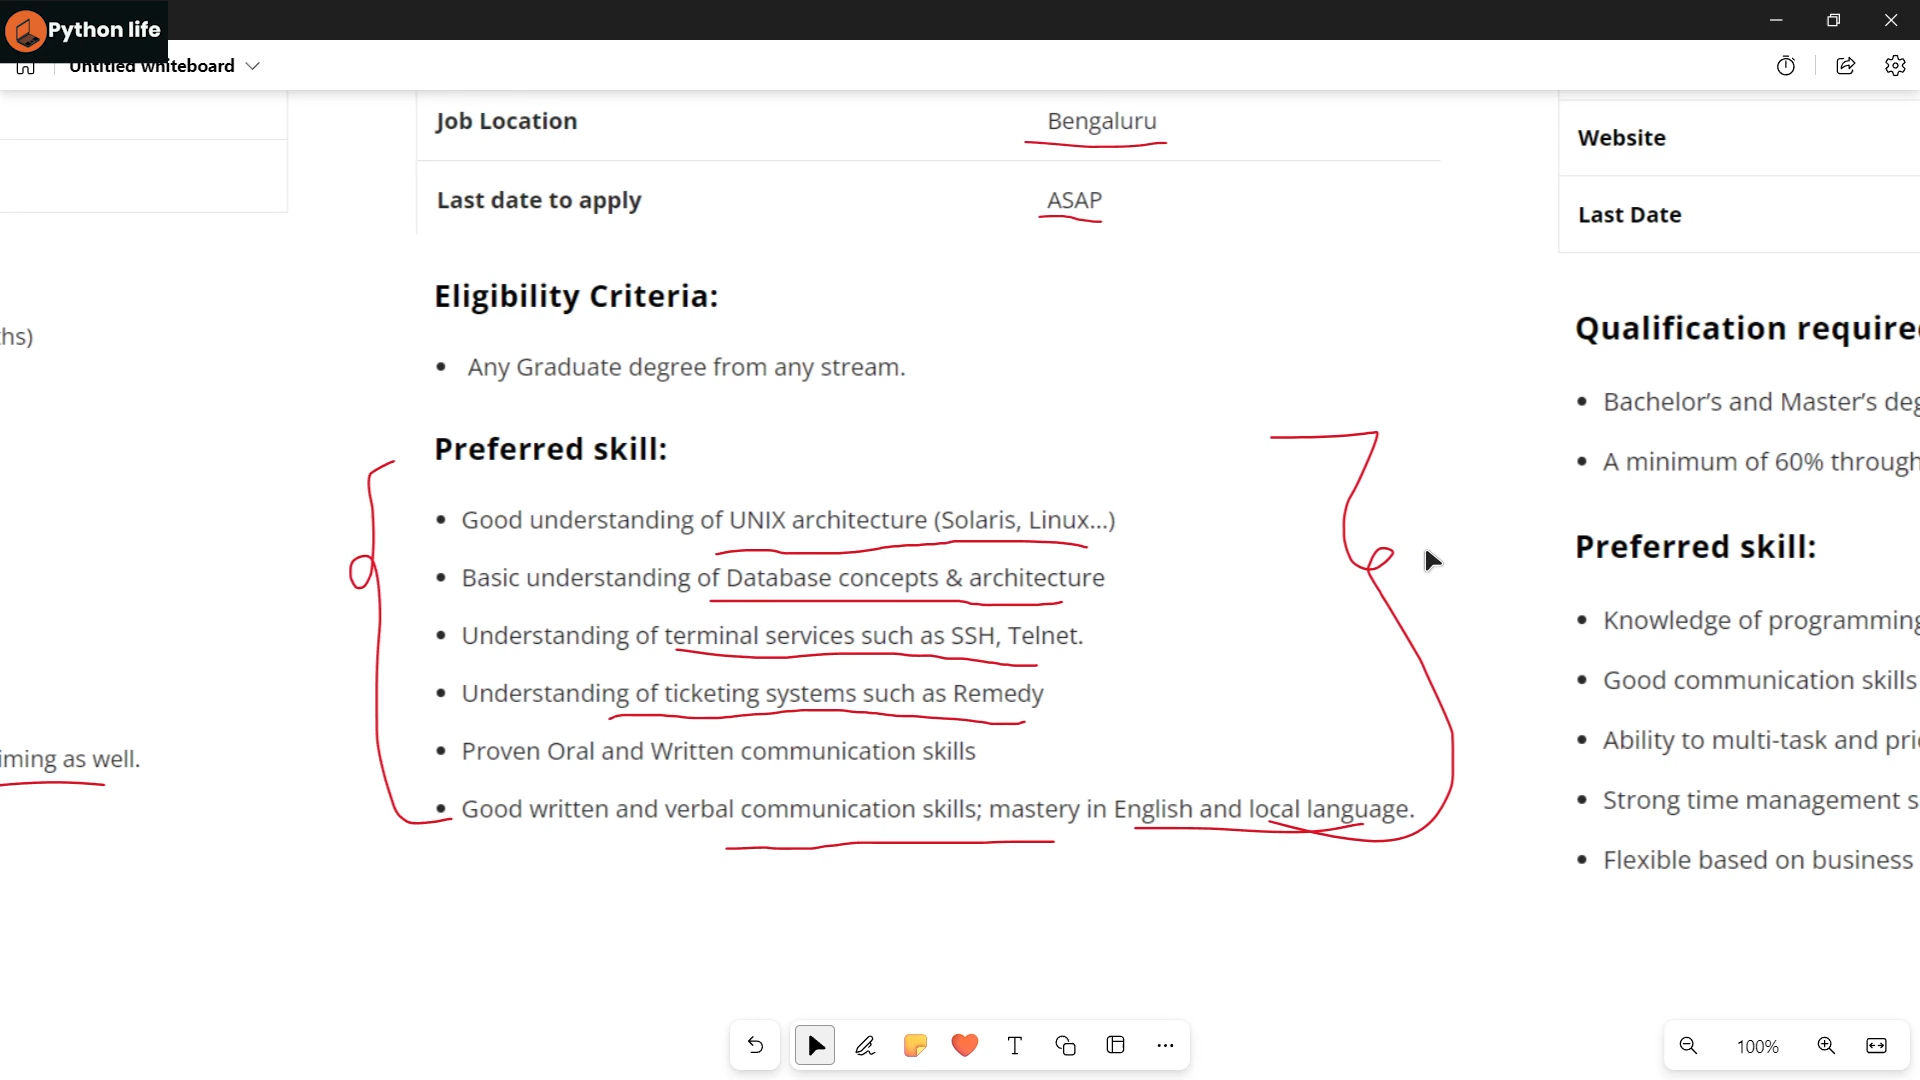 Python life
Untitled whiteboard
Job Location
Bengaluru
Last date to apply
ASAP
Eligibility Criteria:
Any Graduate degree from any stream.
Preferred skill:
Good understanding of UNIX architecture (Solaris, Linux...)
Basic understanding of Database concepts & architecture
Understanding of terminal services such as SSH, Telnet.
Understanding of ticketing systems such as Remedy
Proven Oral and Written communication skills
Good written and verbal communication skills; mastery in English and local language.
ths)
iming as well.
Website
Last Date
Qualification require
Bachelor's and Master's deg
A minimum of 60% through
Preferred skill:
Knowledge of programming
Good communication skills
Ability to multi-task and pri
Strong time management s
Flexible based on business
100%